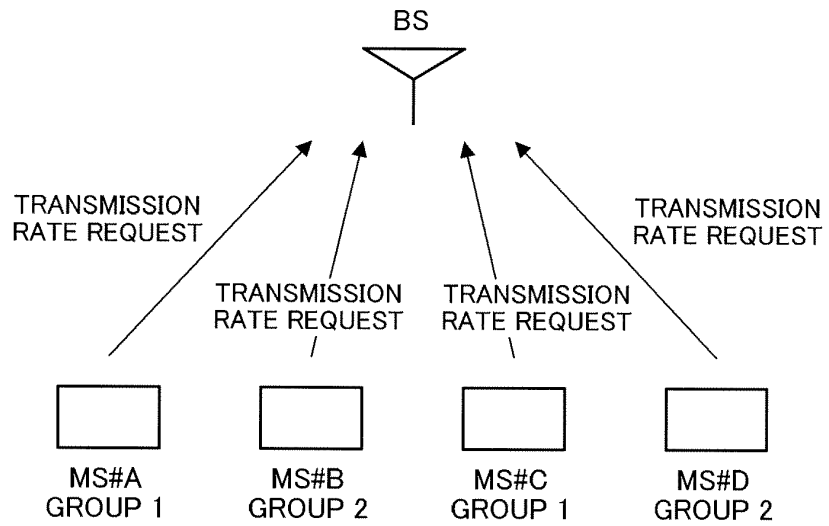 BS
TRANSMISSION
RATE REQUEST
TRANSMISSION
RATE REQUEST
TRANSMISSION
RATE REQUEST
TRANSMISSION
RATE REQUEST
MS#A
GROUP 1
MS#B
GROUP 2
MS#C
GROUP 1
MS#D
GROUP 2